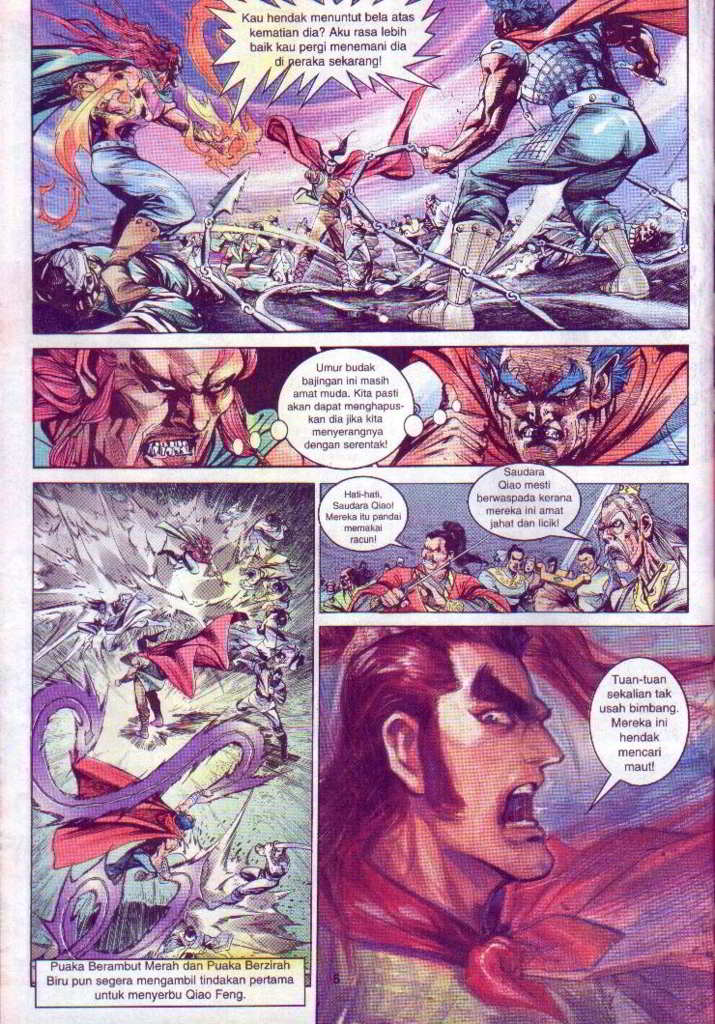 Kau hendak menuntut bela atas
kematian dia? Aku rasa lebih
baik kau pergi menemani dia
di neraka sekarang!
Umur budak
bajingan ini masih
amat muda. Kita pasti
akan dapat menghapus-
kan dia jika kita
menyerangnya
dengan serentak!
Hati-hati,
Saudara Qiao!
Mereka itu pandai
memakai
racun!
Saudara
Qiao mesti
berwaspada kerana
mereka ini amat
jahat dan licik!
Tuan-tuan
sekalian tak
usah bimbang.
Mereka ini
hendak
mencari
maut!
Puaka Berambut Merah dan Puaka Berzirah
Biru pun segera mengambil tindakan pertama
untuk menyerbu Qiao Feng.
6